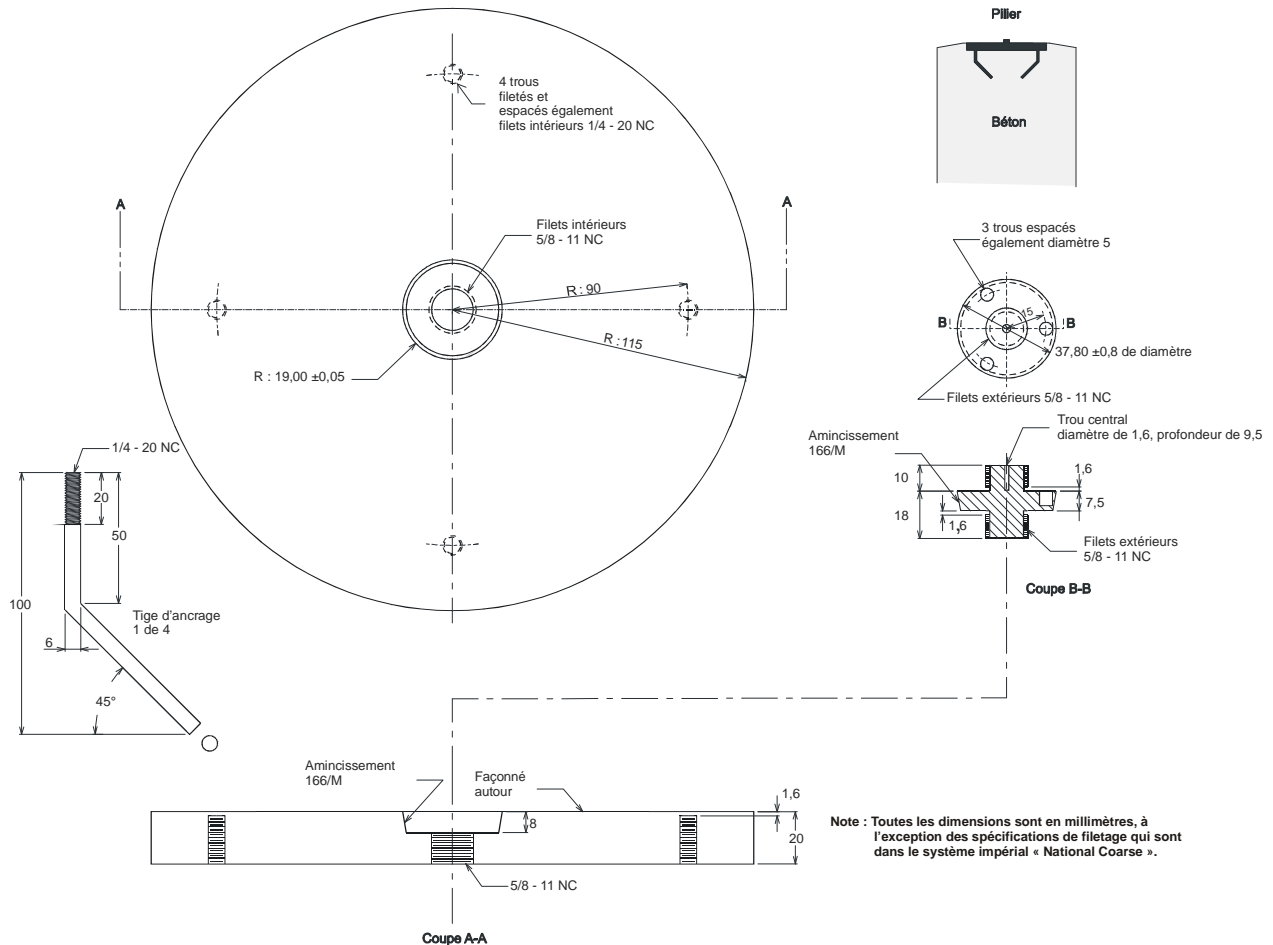 Pilier
Béton
4 trous
filetés et
espacés également
filets intérieurs 1/4 - 20 NC
A
A
Filets intérieurs
5/8 - 11 NC
R : 90
R : 115
R : 19,00 ±0,05
3 trous espacés
également diamètre 5
15
B
B
37,80 ±0,8 de diamètre
Filets extérieurs 5/8 - 11 NC
Trou central
diamètre de 1,6, profondeur de 9,5
Amincissement
166/M
10
18
1,6
1,6
7,5
Filets extérieurs
5/8 - 11 NC
Coupe B-B
1/4 - 20 NC
20
50
100
6
45°
Tige d'ancrage
1 de 4
Amincissement
166/M
Façonné
autour
8
1,6
20
5/8 - 11 NC
Coupe A-A
Note : Toutes les dimensions sont en millimètres, à
l'exception des spécifications de filetage qui sont
dans le système impérial « National Coarse ».